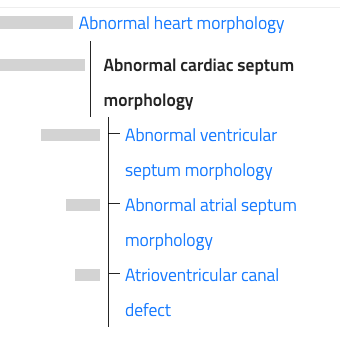 Abnormal heart morphology
Abnormal cardiac septum
morphology
Abnormal ventricular
septum morphology
Abnormal atrial septum
morphology
Atrioventricular canal
defect